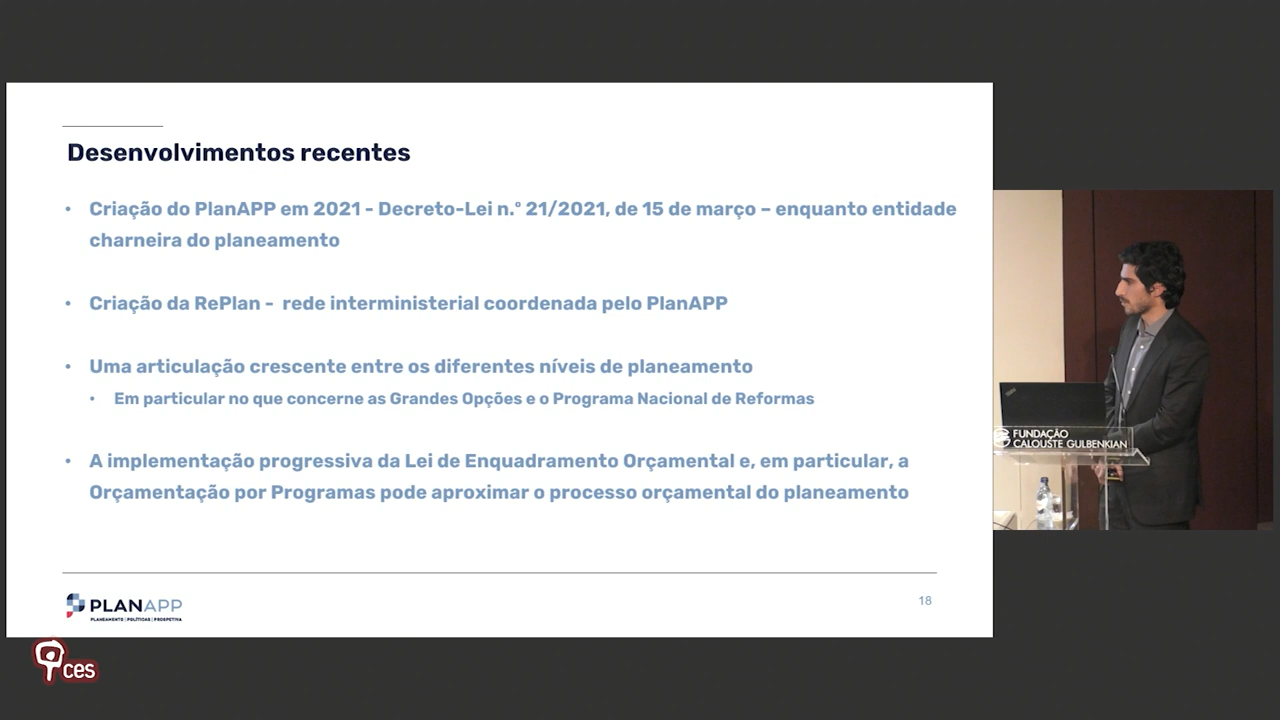 Desenvolvimentos recentes
• Criação do PlanAPP em 2021 - Decreto-Lei n.º 21/2021, de 15 de março – enquanto entidade
charneira do planeamento
• Criação da RePlan - rede interministerial coordenada pelo PlanAPP
• Uma articulação crescente entre os diferentes níveis de planeamento
• Em particular no que concerne as Grandes Opções e o Programa Nacional de Reformas
• A implementação progressiva da Lei de Enquadramento Orçamental e, em particular, a
Orçamentação por Programas pode aproximar o processo orçamental do planeamento
PLANAPP
PLANEAMENTO | POLÍTICAS | PROSPETIVA
18
FUNDAÇÃO
CALOUSTE GULBENKIAN
ces